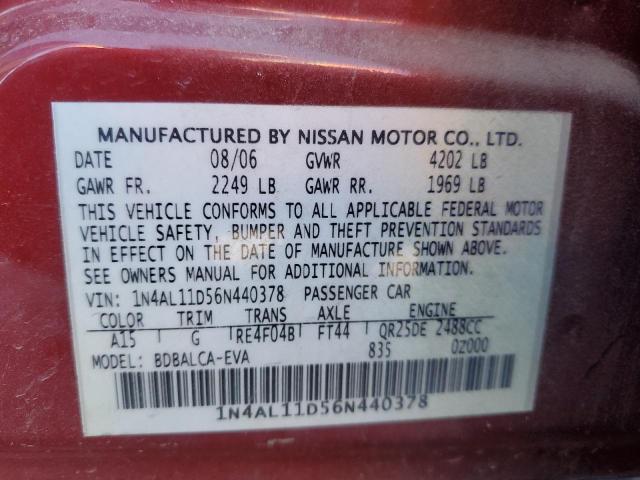 MANUFACTURED BY NISSAN MOTOR CO., LTD.
DATE 08/06 GVWR 4202 LB
GAWR FR. 2249 LB GAWR RR. 1969 LB
THIS VEHICLE CONFORMS TO ALL APPLICABLE FEDERAL MOTOR
VEHICLE SAFETY, BUMPER AND THEFT PREVENTION STANDARDS
IN EFFECT ON THE DATE OF MANUFACTURE SHOWN ABOVE.
SEE OWNERS MANUAL FOR ADDITIONAL INFORMATION.
VIN: 1N4AL11D56N440378 PASSENGER CAR
COLOR TRIM TRANS AXLE ENGINE
A15 G RE4F04B FT44 QR25DE 2488CC
MODEL: BDBALCA-EVA 835 0Z000
1N4AL11D56N440378